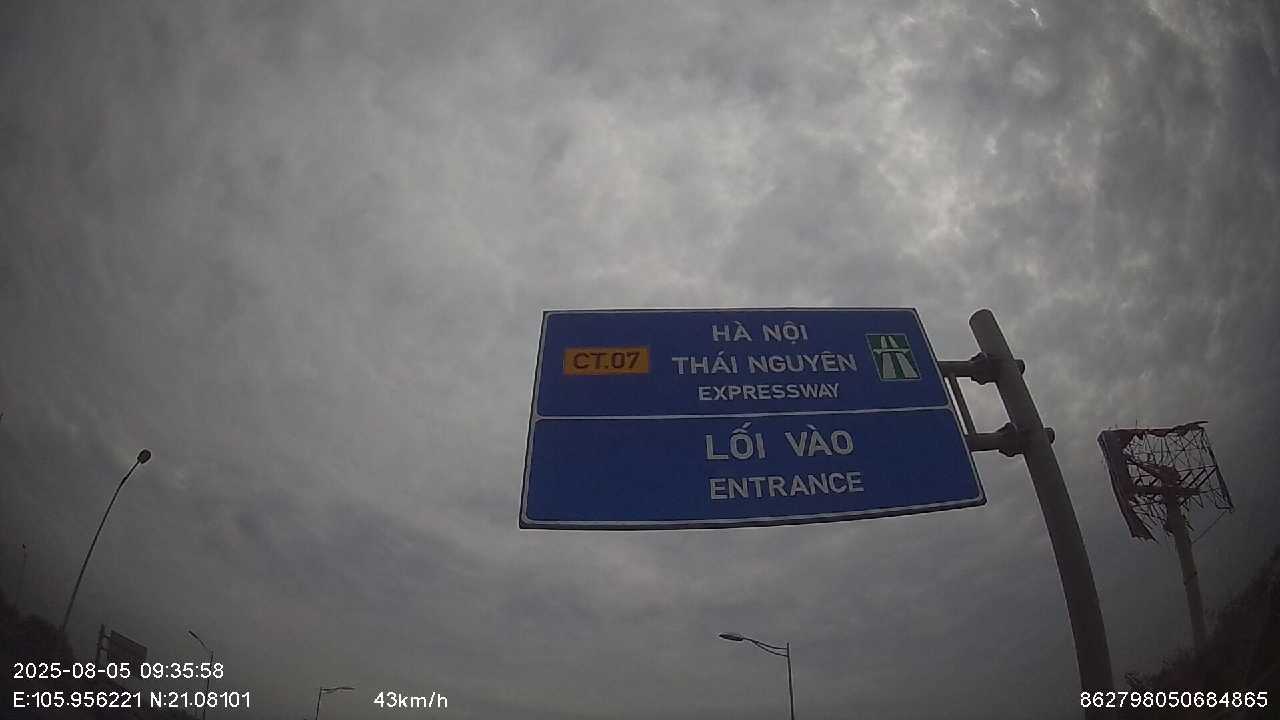 HÀ NỘI
CT.07
THÁI NGUYÊN
EXPRESSWAY
LỐI VÀO
ENTRANCE
2025-08-05 09:35:58
E:105.956221 N:21.08101
43km/h
862798050684865